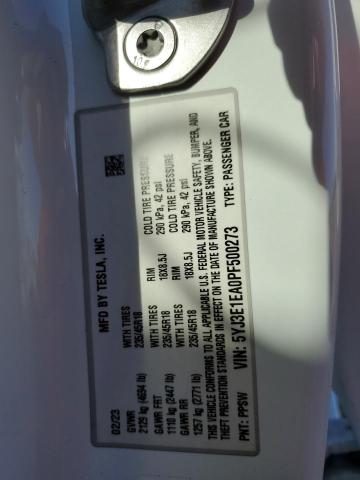 10.9
MFD BY TESLA, INC.
02/23
GVWR
2129 kg (4694 lb)
GAWR FRT WITH TIRES RIM COLD TIRE PRESSURE
1110 kg (2447 lb) 235/45R18 18X8.5J 290 kPa, 42 psi
GAWR RR WITH TIRES RIM COLD TIRE PRESSURE
1257 kg (2771 lb) 235/45R18 18X8.5J 290 kPa, 42 psi
THIS VEHICLE CONFORMS TO ALL APPLICABLE U.S. FEDERAL MOTOR VEHICLE SAFETY, BUMPER, AND
THEFT PREVENTION STANDARDS IN EFFECT ON THE DATE OF MANUFACTURE SHOWN ABOVE.
VIN: 5YJ3E1EA0PF500273 TYPE: PASSENGER CAR
PNT: PPSW